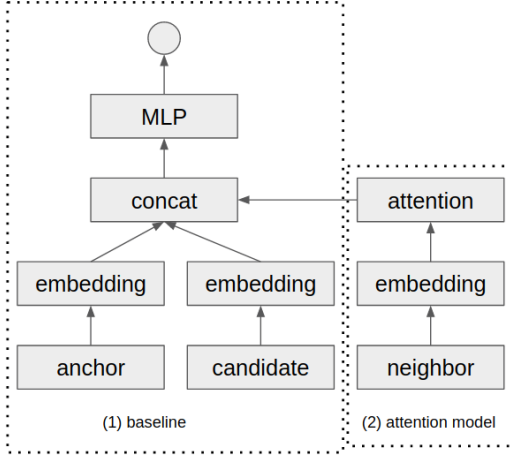 MLP
concat
attention
embedding
embedding
embedding
anchor
candidate
neighbor
(1) baseline
(2) attention model